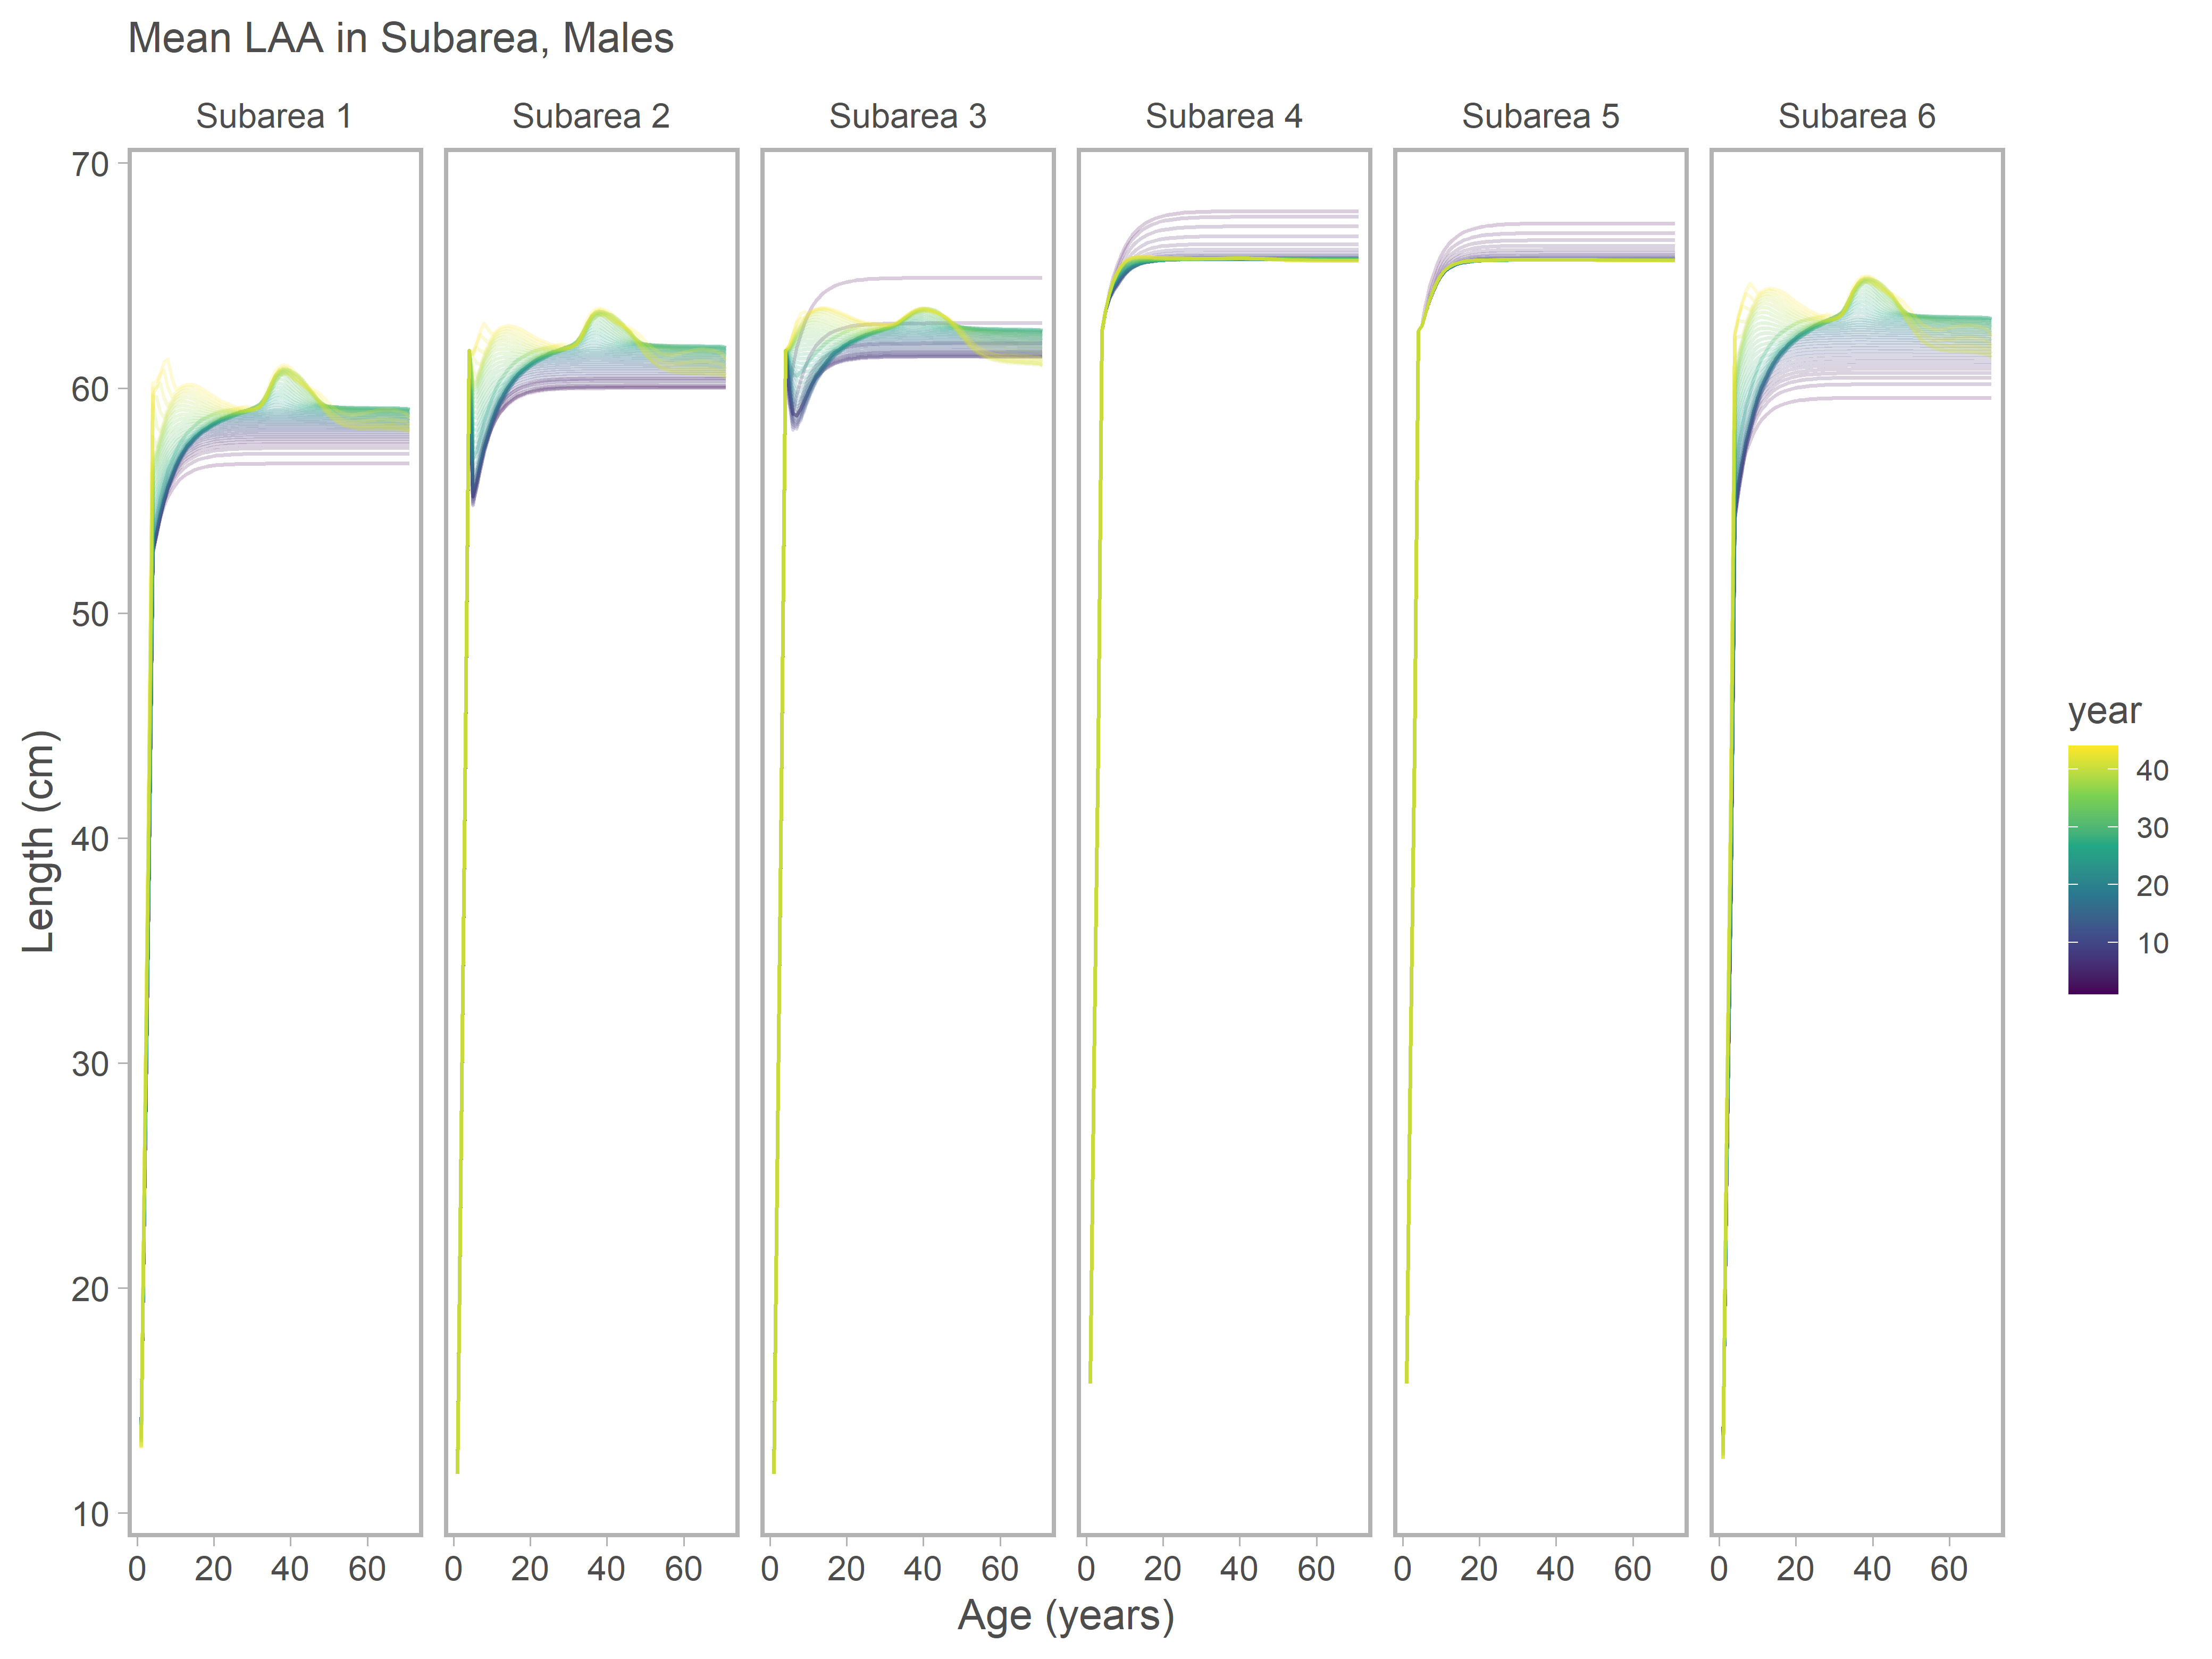 Mean LAA in Subarea, Males
Subarea 1 Subarea 2 Subarea 3 Subarea 4 Subarea 5 Subarea 6
70
60
50
40
30
20
10
Length (cm)
0 20 40 60 0 20 40 60 0 20 40 60 0 20 40 60 0 20 40 60 0 20 40 60
Age (years)
year
40
30
20
10